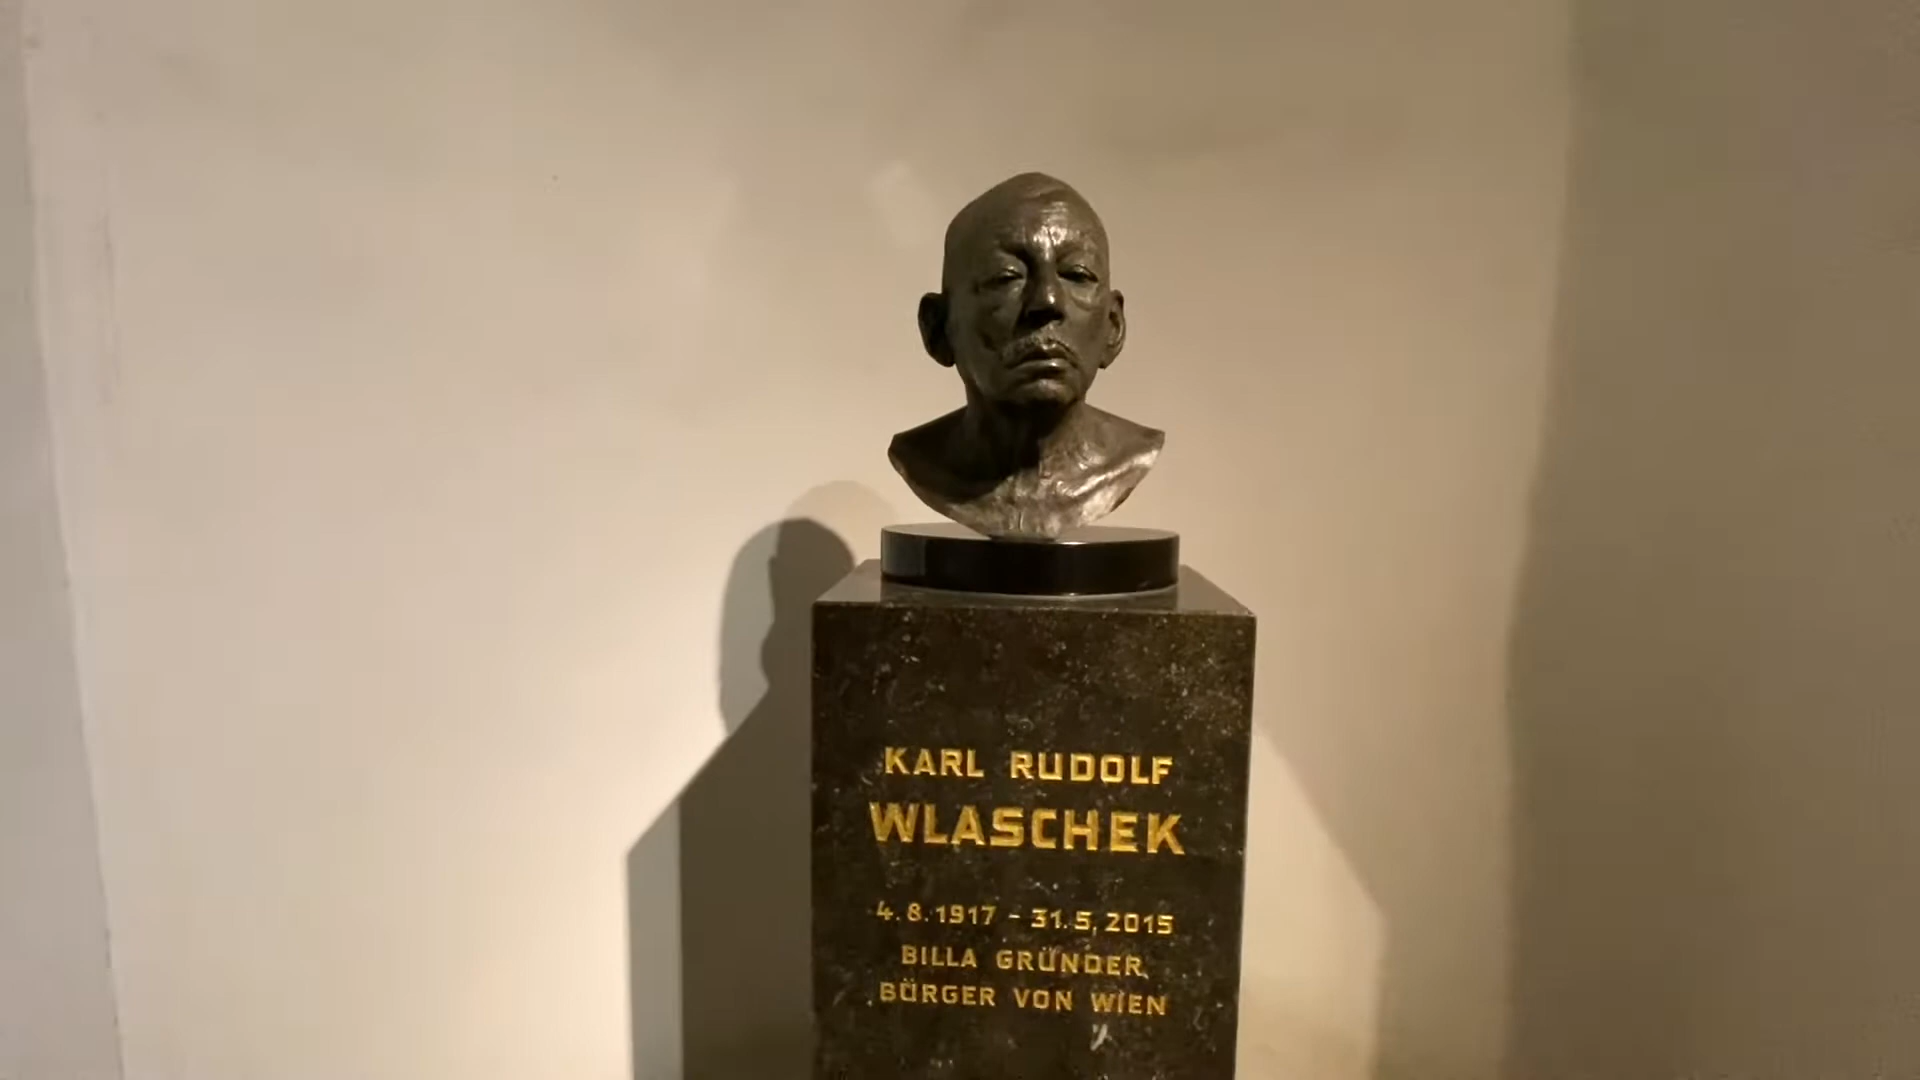 KARL RUDOLF
WLASCHEK
4.8.1917 - 31.5.2015
BILLA GRÜNDER,
BÜRGER VON WIEN